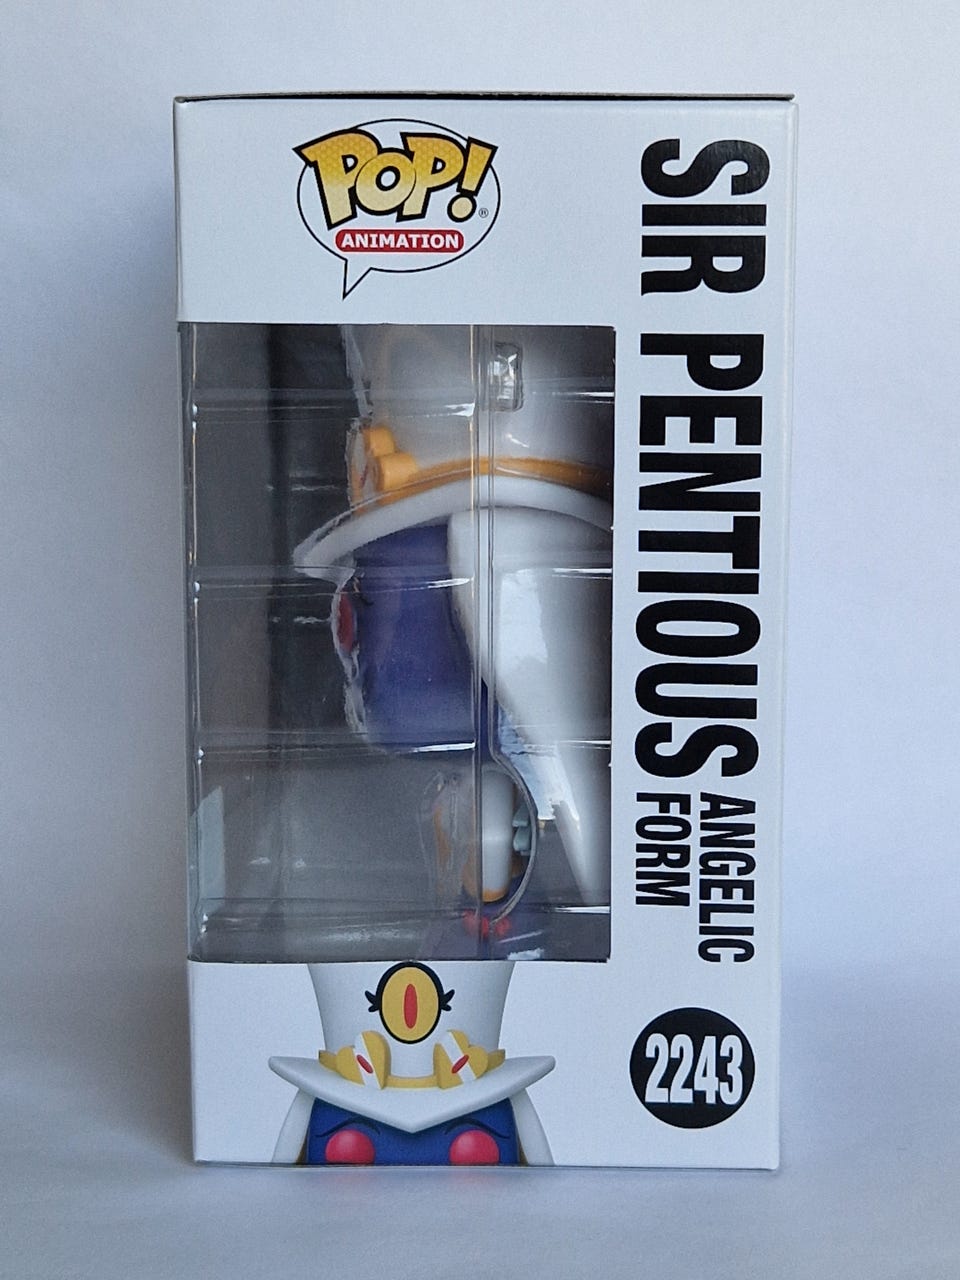 POP!
®
ANIMATION
SIR PENTIOUS
ANGELIC
FORM
2243